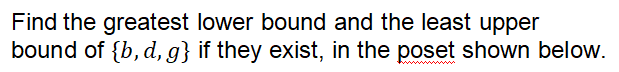 Find the greatest lower bound and the least upper
bound of {b, d, g} if they exist, in the poset shown below.